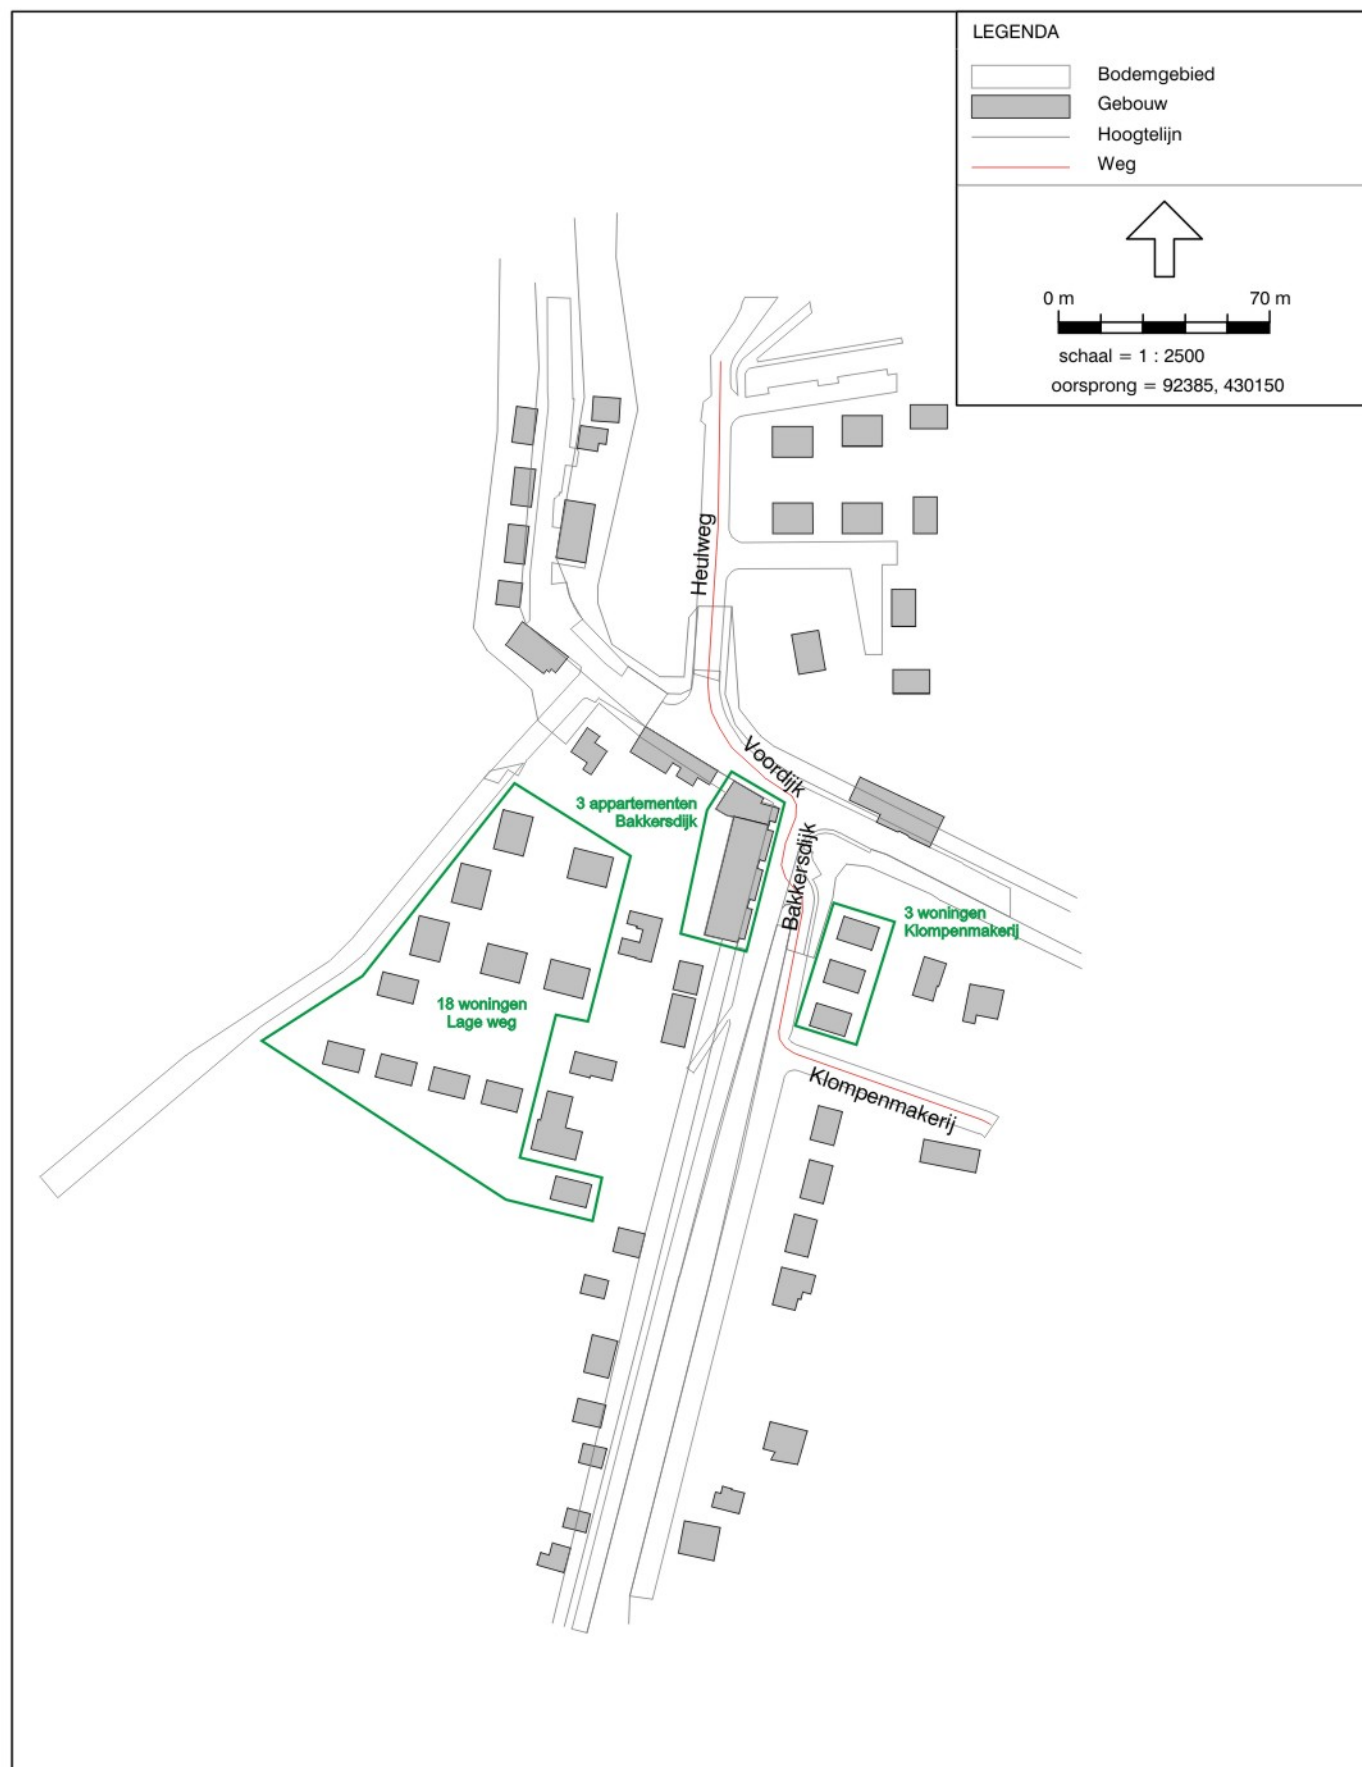 LEGENDA
Bodemgebied
Gebouw
Hoogtelijn
Weg
0 m 70 m
schaal = 1 : 2500
oorsprong = 92385, 430150
Heulweg
Voordijk
3 appartementen
Bakkersdijk
Bakkersdijk
3 woningen
Klompenmakerij
18 woningen
Lage weg
Klompenmakerij